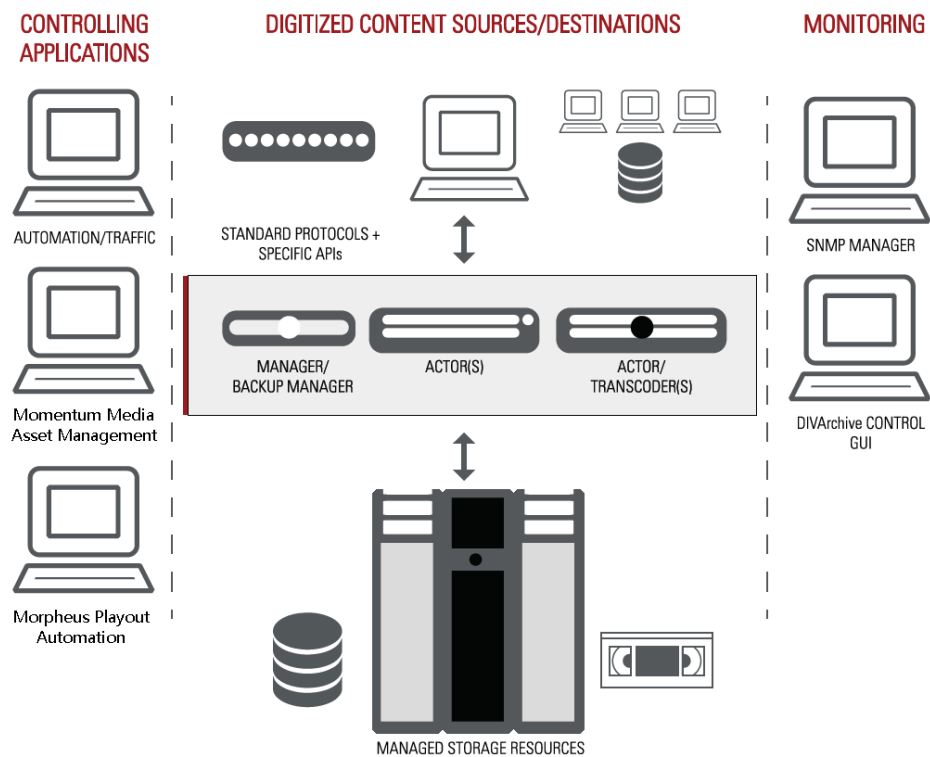 CONTROLLING
APPLICATIONS
DIGITIZED CONTENT SOURCES/DESTINATIONS
MONITORING
AUTOMATION/TRAFFIC
Momentum Media
Asset Management
Morpheus Playout
Automation
STANDARD PROTOCOLS +
SPECIFIC APIs
MANAGER/
BACKUP MANAGER
ACTOR(S)
ACTOR/
TRANSCODER(S)
MANAGED STORAGE RESOURCES
SNMP MANAGER
DIVArchive CONTROL
GUI